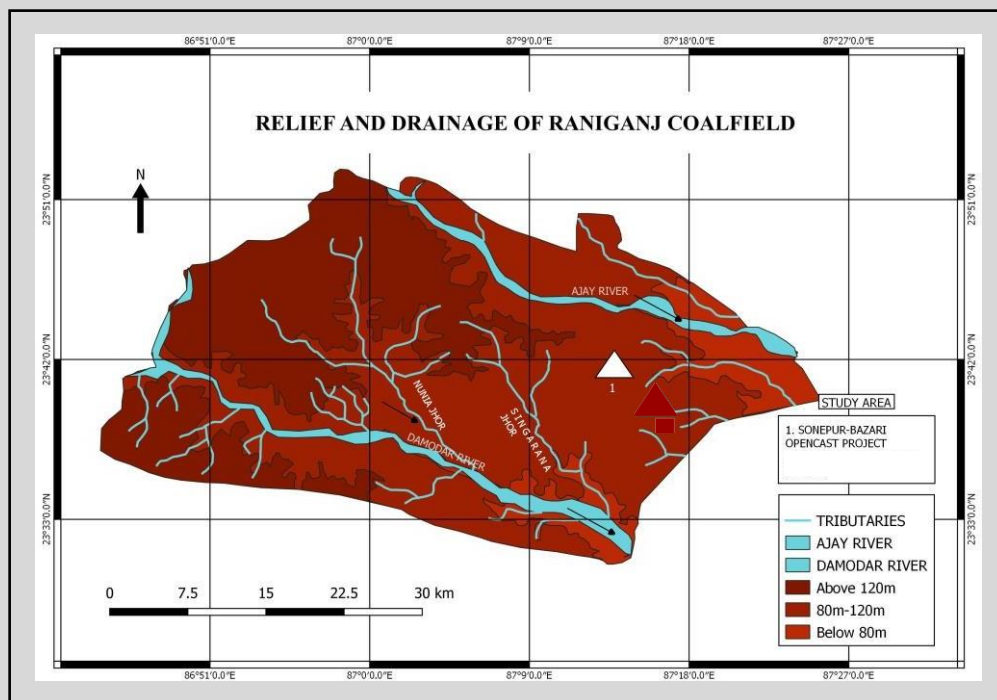 86°51'0.0"E 87°0'0.0"E 87°9'0.0"E 87°18'0.0"E 87°27'0.0"E
RELIEF AND DRAINAGE OF RANIGANJ COALFIELD
N
23°51'0.0"N 23°51'0.0"N
AJAY RIVER
23°42'0.0"N 23°42'0.0"N
1
NUNIA JHOR
SINGARANA
JHOR
DAMODAR RIVER
STUDY AREA
1. SONEPUR-BAZARI
OPENCAST PROJECT
23°33'0.0"N 23°33'0.0"N
TRIBUTARIES
AJAY RIVER
DAMODAR RIVER
Above 120m
80m-120m
Below 80m
0 7.5 15 22.5 30 km
86°51'0.0"E 87°0'0.0"E 87°9'0.0"E 87°18'0.0"E 87°27'0.0"E